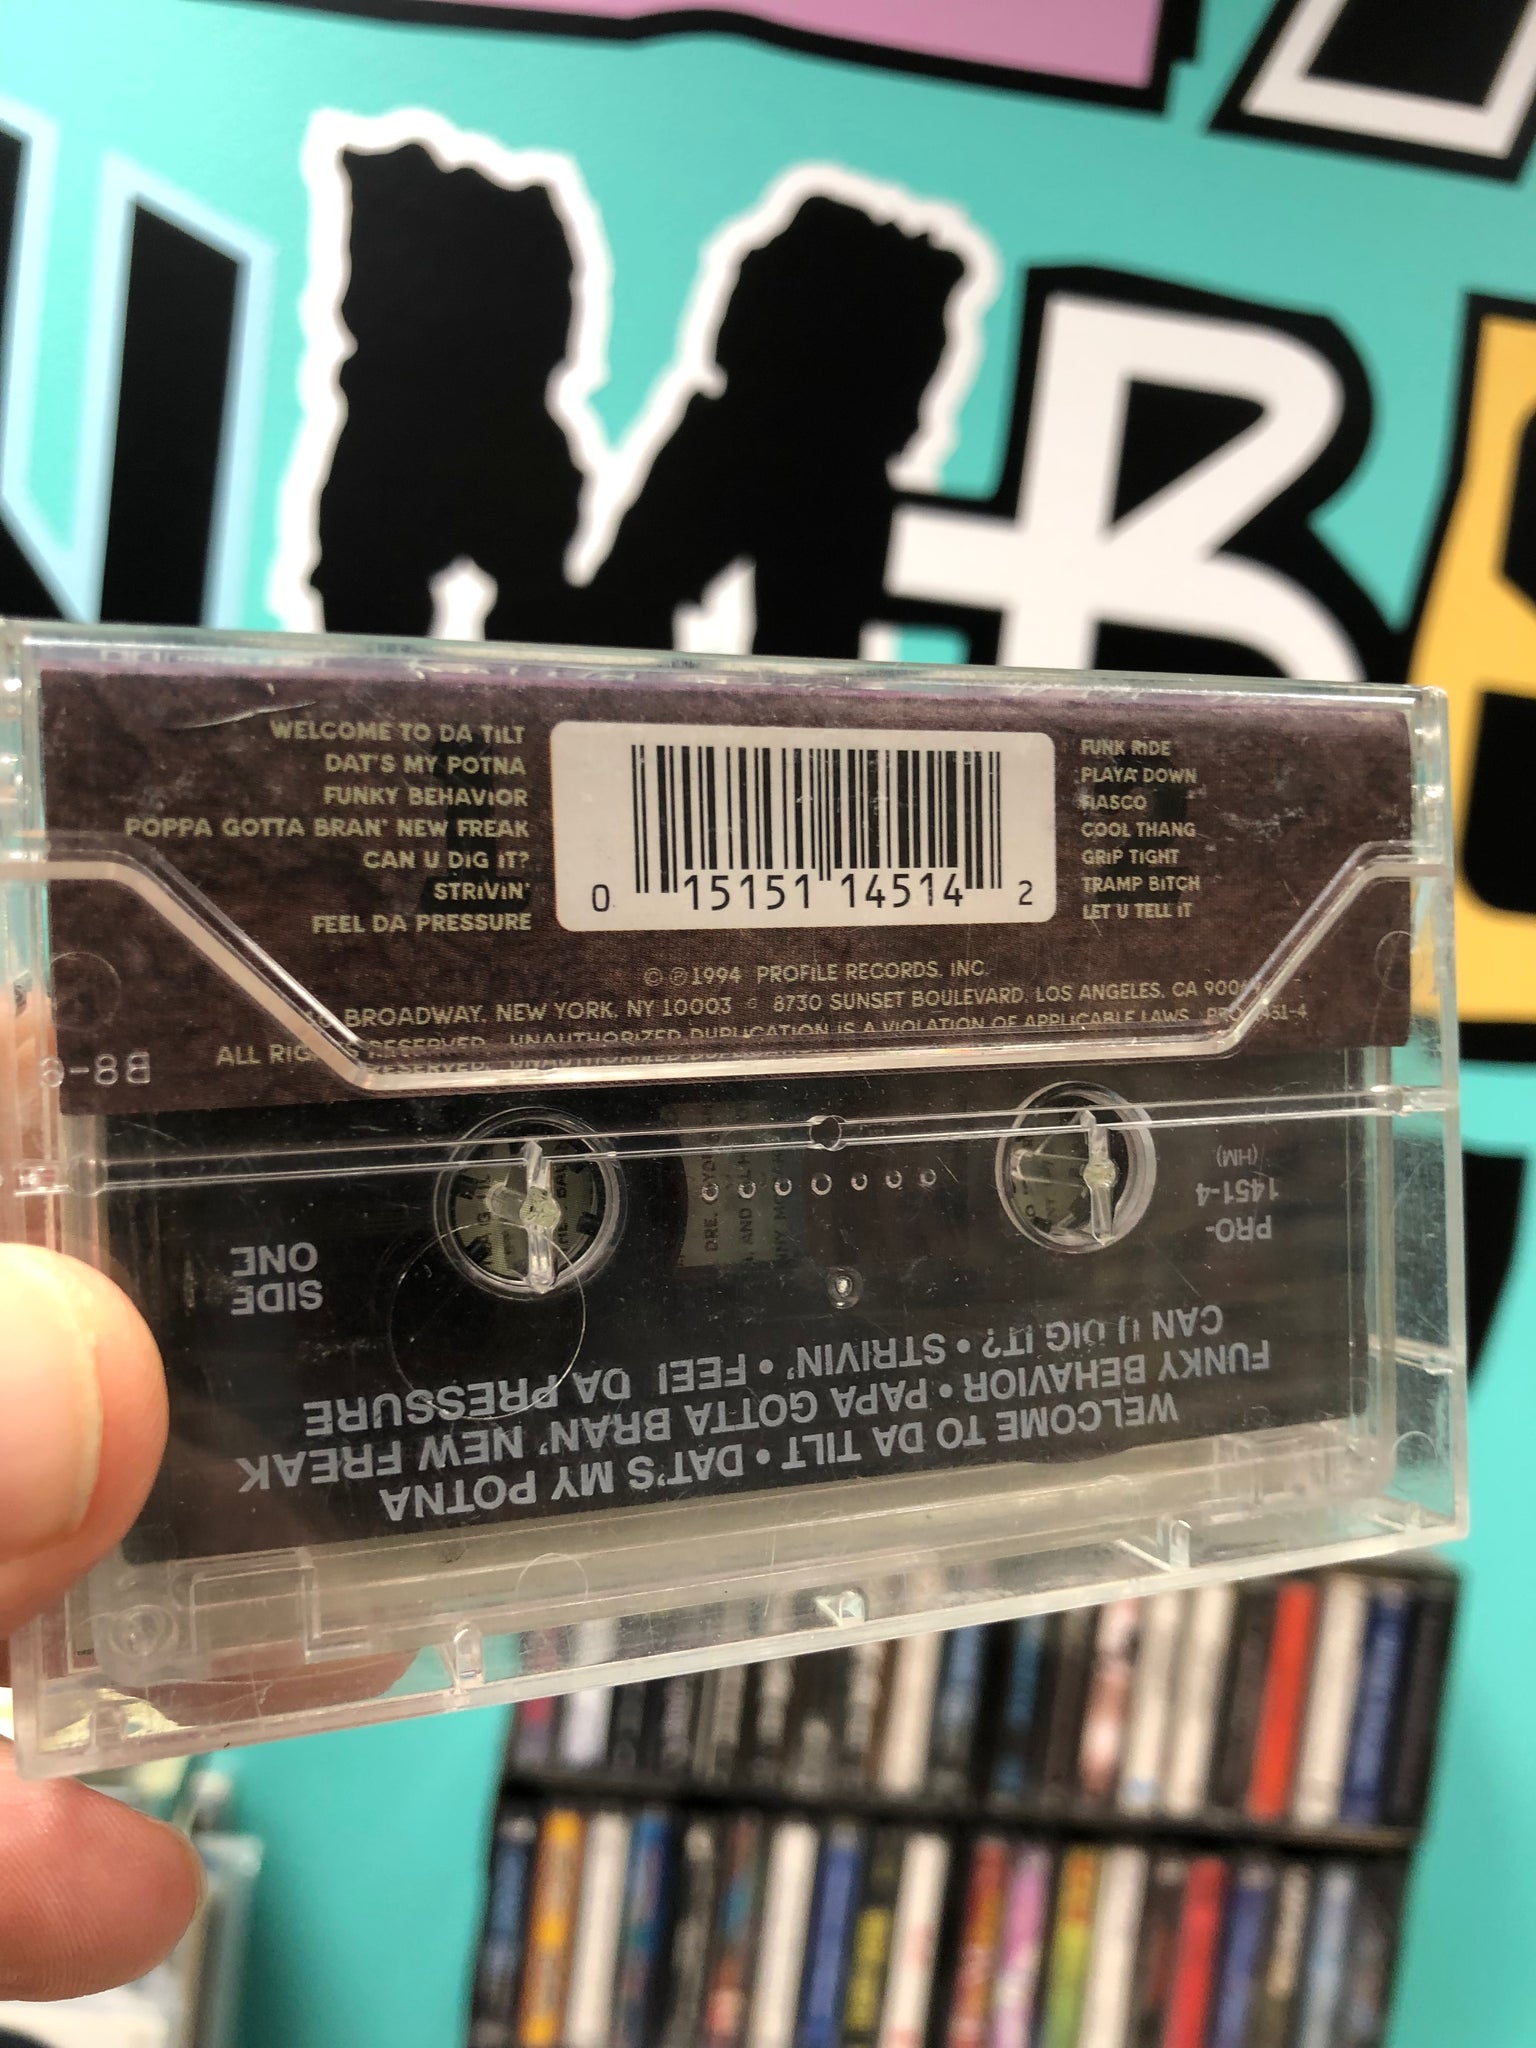 WELCOME TO DA TILT
DAT'S MY POTNA
FUNKY BEHAVIOR
POPPA GOTTA BRAN' NEW FREAK
CAN U DIG IT?
STRIVIN'
FEEL DA PRESSURE
0 15151 14514 2
FUNK RIDE
PLAYA DOWN
FIASCO
COOL THANG
GRIP TIGHT
TRAMP BITCH
LET U TELL IT
© ℗ 1994 PROFILE RECORDS, INC.
BROADWAY, NEW YORK, NY 10003 • 8730 SUNSET BOULEVARD, LOS ANGELES, CA
ALL RIGHTS RESERVED. UNAUTHORIZED DUPLICATION IS A VIOLATION OF APPLICABLE LAWS.
WELCOME TO DA TILT • DAT'S MY POTNA
FUNKY BEHAVIOR • PAPA GOTTA BRAN' NEW FREAK
CAN U DIG IT? • STRIVIN' • FEEL DA PRESSURE
SIDE
ONE
PRO-
1451-4
(HM)
DRE.